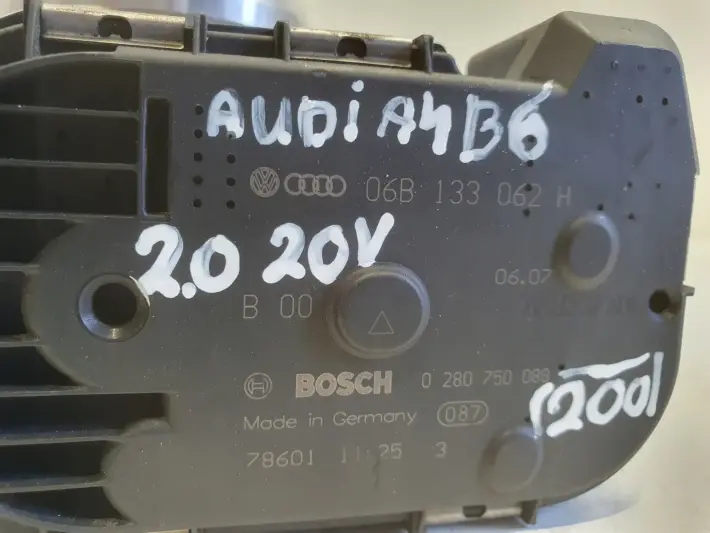 AUDI A4 B6
06B 133 062 H
2.0 20V
06.07
B 00
BOSCH 0 280 750 088
Made in Germany 087
(2001
78601 11 25 3